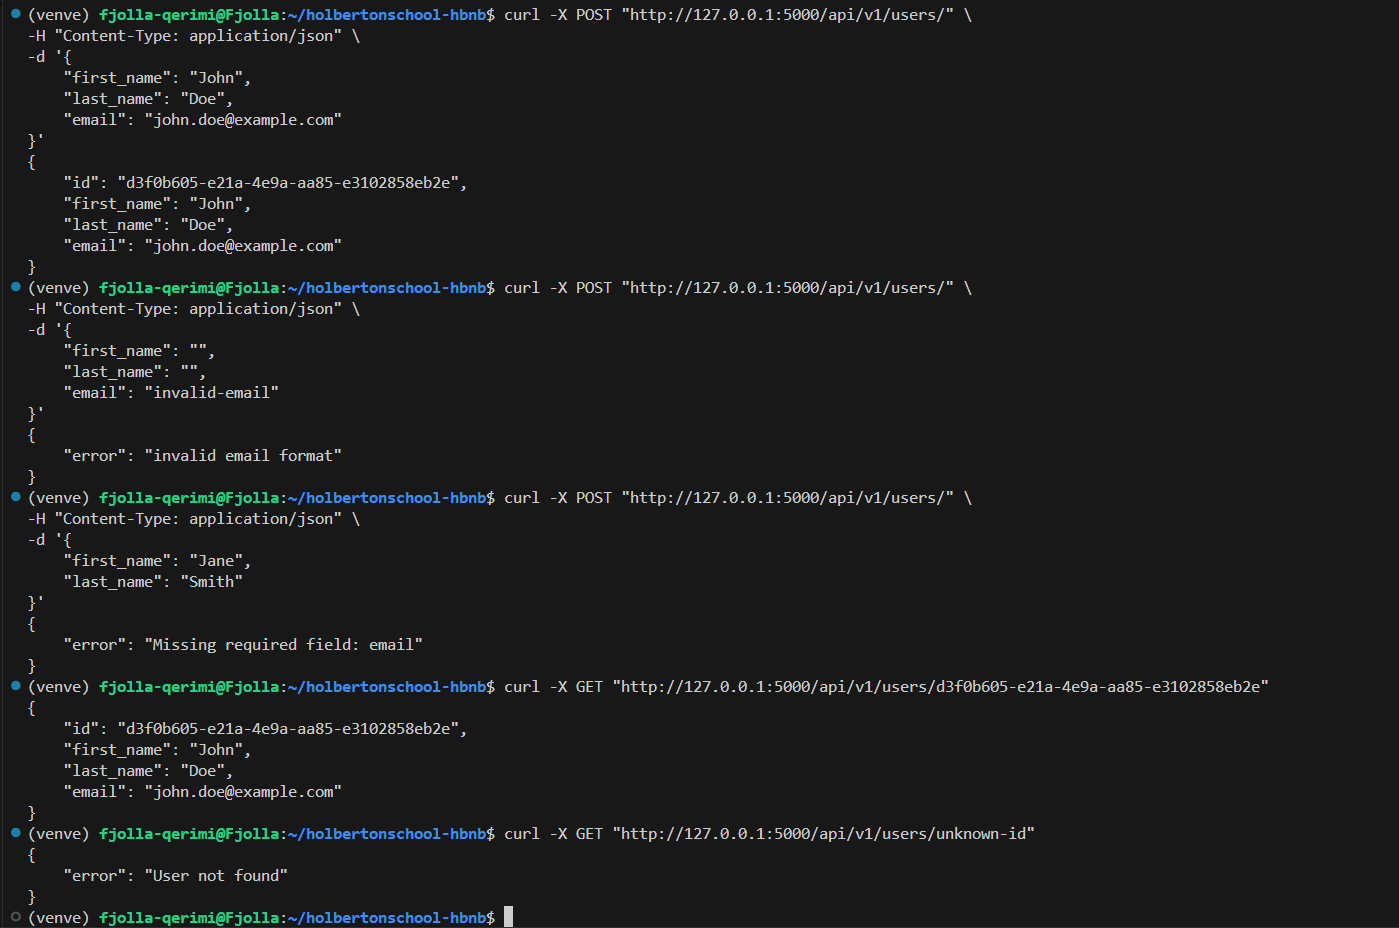 (venve) fjolla-qerimi@Fjolla:~/holbertonschool-hbnb$ curl -X POST "http://127.0.0.1:5000/api/v1/users/" \
-H "Content-Type: application/json" \
-d '{
    "first_name": "John",
    "last_name": "Doe",
    "email": "john.doe@example.com"
}'
{
    "id": "d3f0b605-e21a-4e9a-aa85-e3102858eb2e",
    "first_name": "John",
    "last_name": "Doe",
    "email": "john.doe@example.com"
}
(venve) fjolla-qerimi@Fjolla:~/holbertonschool-hbnb$ curl -X POST "http://127.0.0.1:5000/api/v1/users/" \
-H "Content-Type: application/json" \
-d '{
    "first_name": "",
    "last_name": "",
    "email": "invalid-email"
}'
{
    "error": "invalid email format"
}
(venve) fjolla-qerimi@Fjolla:~/holbertonschool-hbnb$ curl -X POST "http://127.0.0.1:5000/api/v1/users/" \
-H "Content-Type: application/json" \
-d '{
    "first_name": "Jane",
    "last_name": "Smith"
}'
{
    "error": "Missing required field: email"
}
(venve) fjolla-qerimi@Fjolla:~/holbertonschool-hbnb$ curl -X GET "http://127.0.0.1:5000/api/v1/users/d3f0b605-e21a-4e9a-aa85-e3102858eb2e"
{
    "id": "d3f0b605-e21a-4e9a-aa85-e3102858eb2e",
    "first_name": "John",
    "last_name": "Doe",
    "email": "john.doe@example.com"
}
(venve) fjolla-qerimi@Fjolla:~/holbertonschool-hbnb$ curl -X GET "http://127.0.0.1:5000/api/v1/users/unknown-id"
{
    "error": "User not found"
}
(venve) fjolla-qerimi@Fjolla:~/holbertonschool-hbnb$